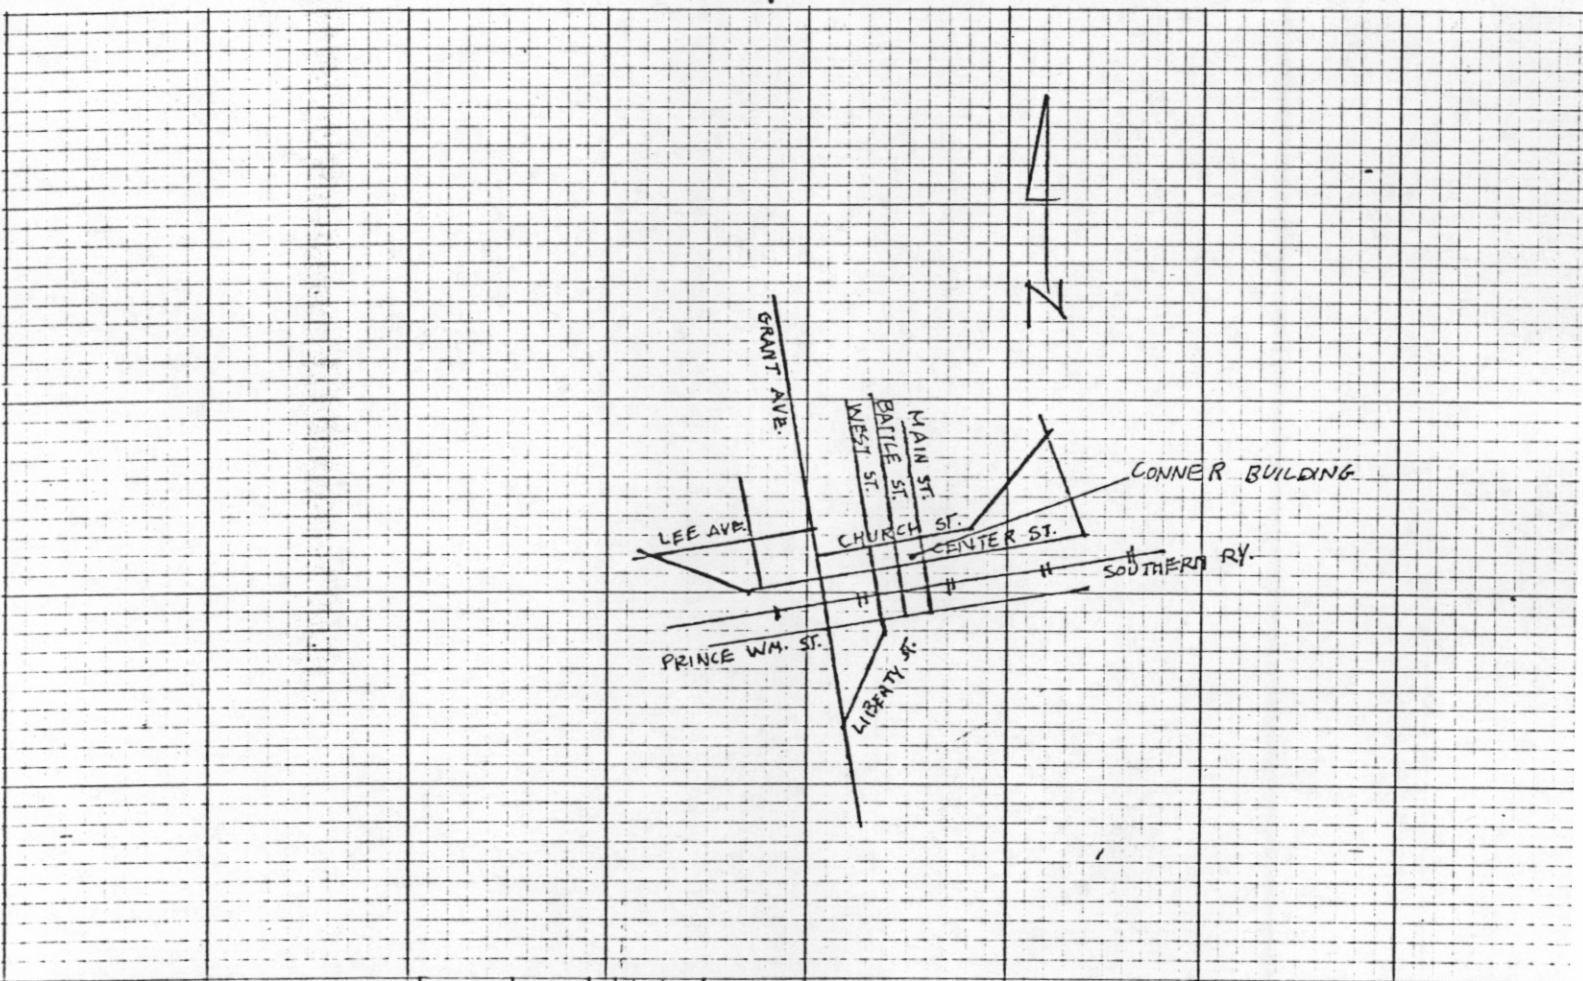 N
GRANT AVE.
WEST ST.
BATTLE ST.
MAIN ST.
CONNER BUILDING
LEE AVE.
CHURCH ST.
CENTER ST.
SOUTHERN RY.
PRINCE WM. ST.
LIBERTY ST.